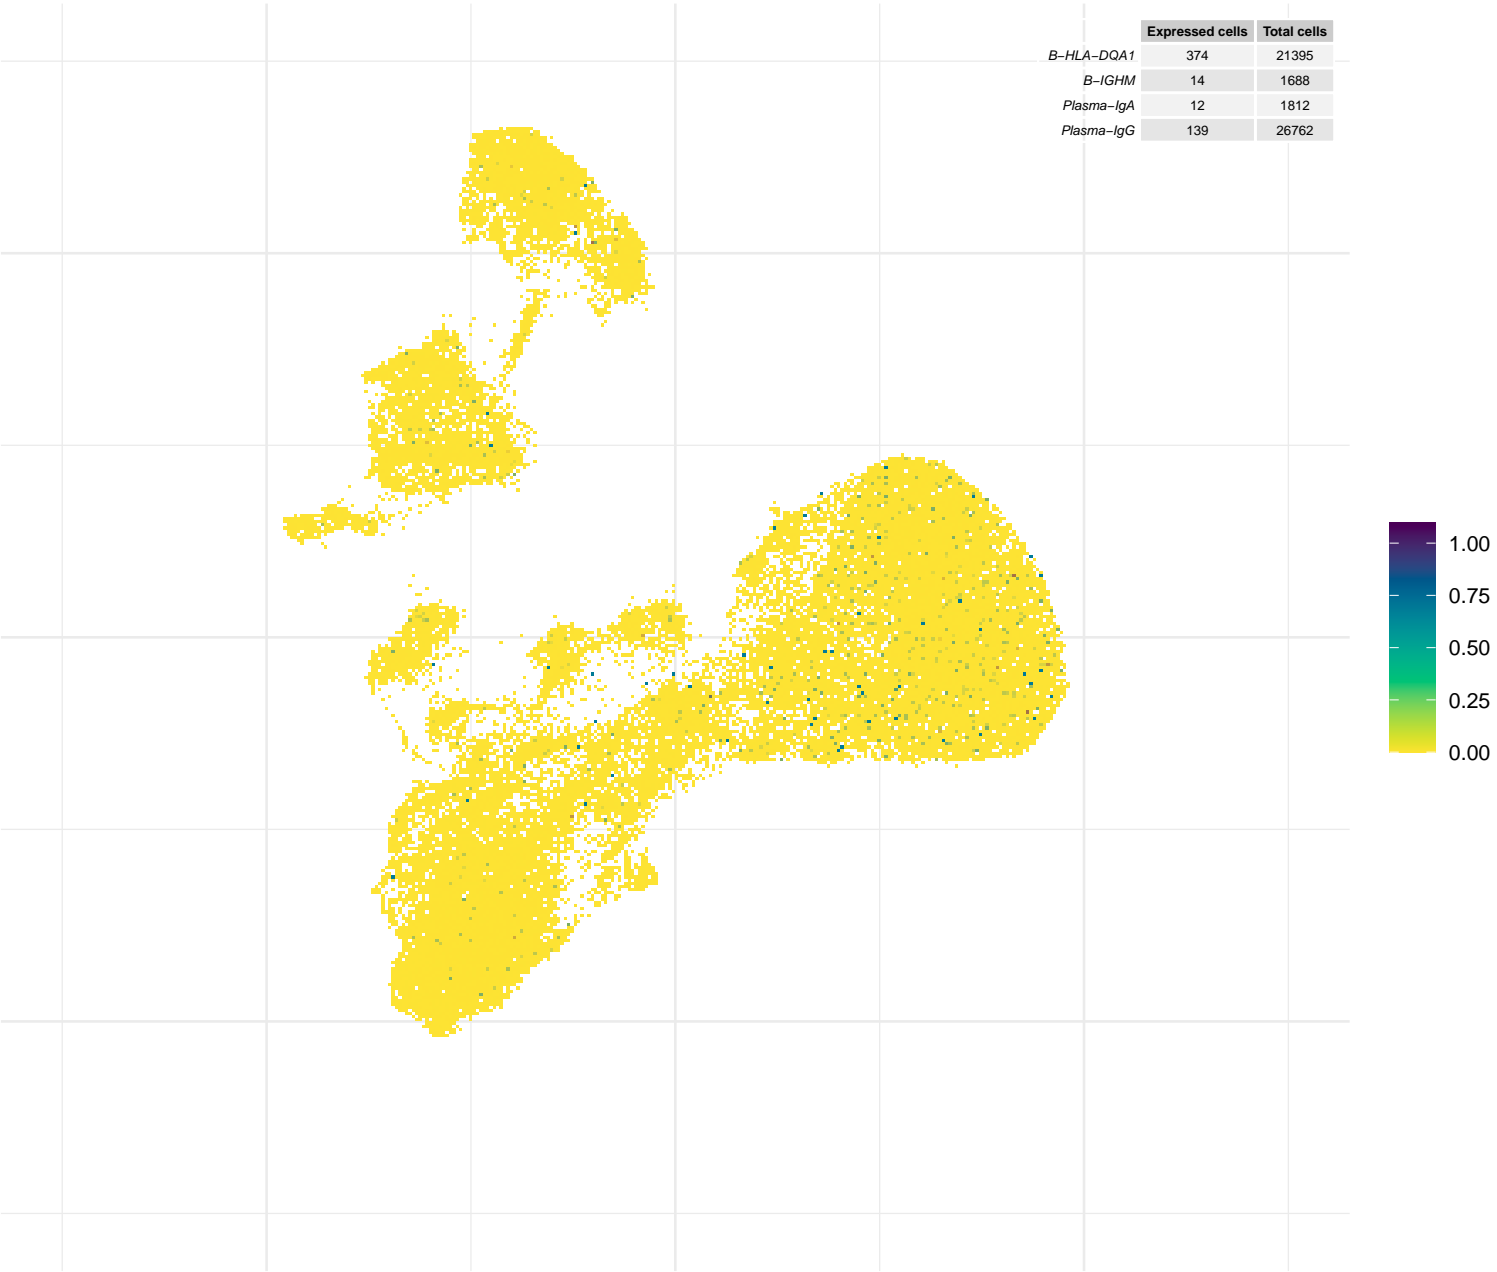 Expressed cells Total cells
B−HLA−DQA1 374 21395
B−IGHM 14 1688
Plasma−IgA 12 1812
Plasma−IgG 139 26762
1.00
0.75
0.50
0.25
0.00